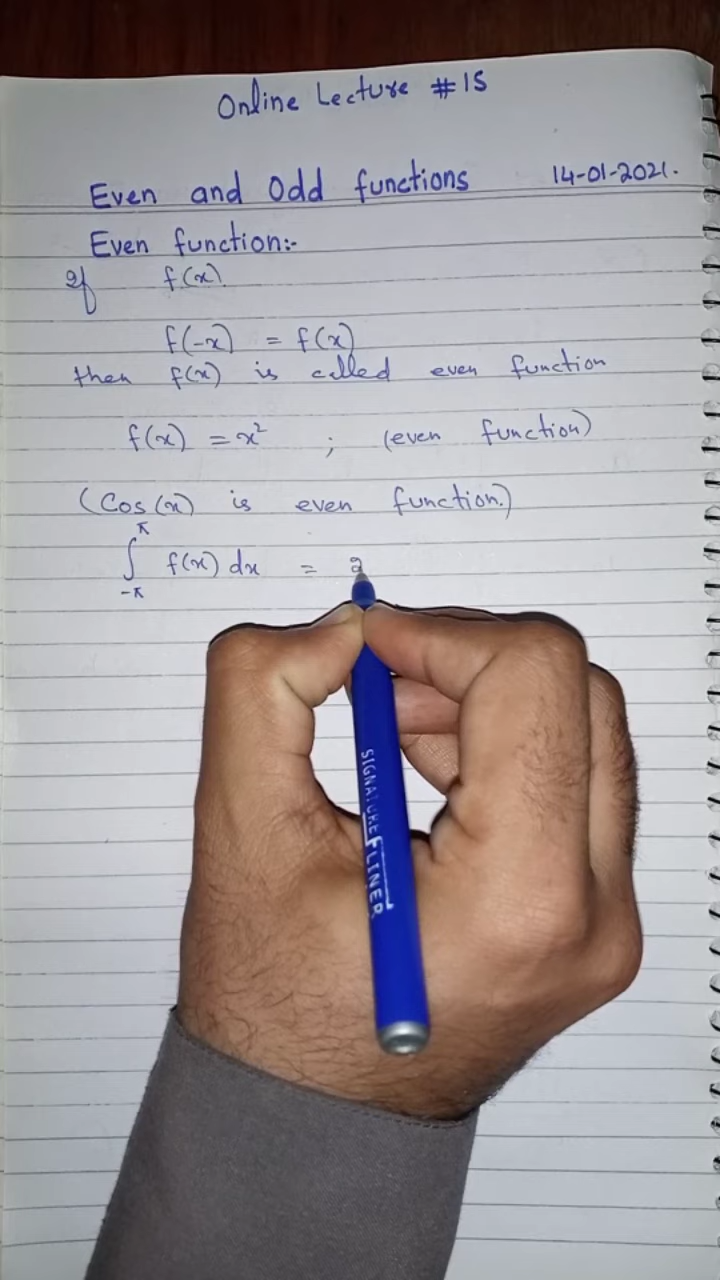 Online Lecture #15
Even and Odd functions 14-01-2021.
Even function:-
If f(x).
f(-x) = f(x)
then f(x) is called even function
f(x) = x² ; (even function)
(Cos(x) is even function.)
∫_{-π}^{π} f(x) dx = 2
SIGNATURE FLINER